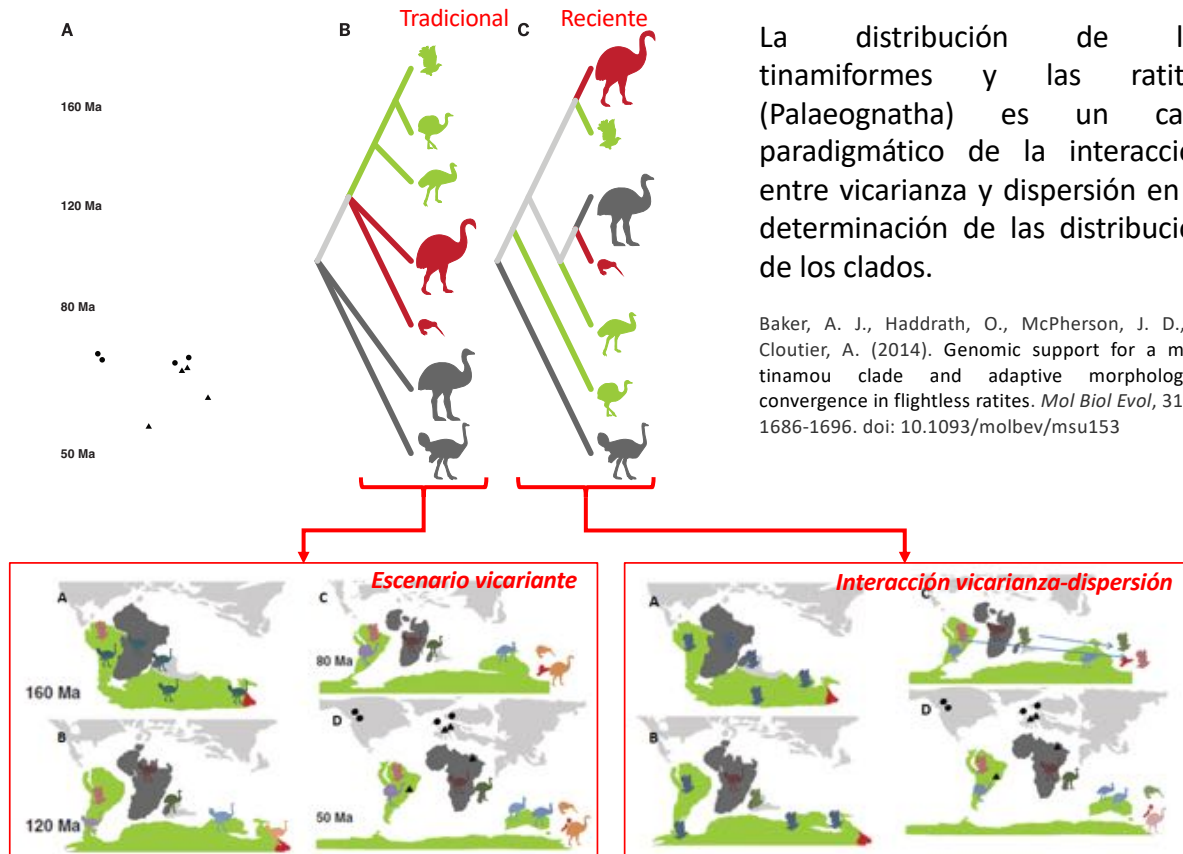 A
B
Tradicional
C
Reciente
160 Ma
120 Ma
80 Ma
50 Ma
La distribución de l
tinamiformes y las ratit
(Palaeognatha) es un ca
paradigmático de la interacció
entre vicarianza y dispersión en
determinación de las distribucio
de los clados.
Baker, A. J., Haddrath, O., McPherson, J. D.,
Cloutier, A. (2014). Genomic support for a m
tinamou clade and adaptive morpholog
convergence in flightless ratites. Mol Biol Evol, 31
1686-1696. doi: 10.1093/molbev/msu153
Escenario vicariante
A
160 Ma
B
120 Ma
C
80 Ma
D
50 Ma
Interacción vicarianza-dispersión
A
B
C
D